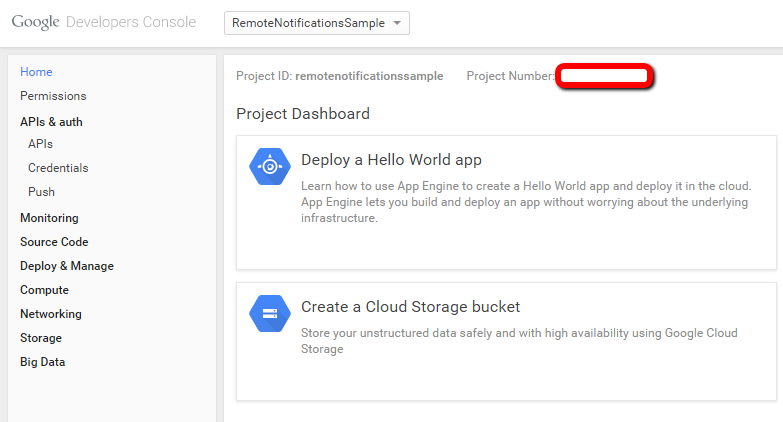 Google Developers Console
RemoteNotificationsSample
Home
Permissions
APIs & auth
APIs
Credentials
Push
Monitoring
Source Code
Deploy & Manage
Compute
Networking
Storage
Big Data
Project ID: remotenotificationssample Project Number:
Project Dashboard
Deploy a Hello World app
Learn how to use App Engine to create a Hello World app and deploy it in the cloud.
App Engine lets you build and deploy an app without worrying about the underlying
infrastructure.
Create a Cloud Storage bucket
Store your unstructured data safely and with high availability using Google Cloud
Storage